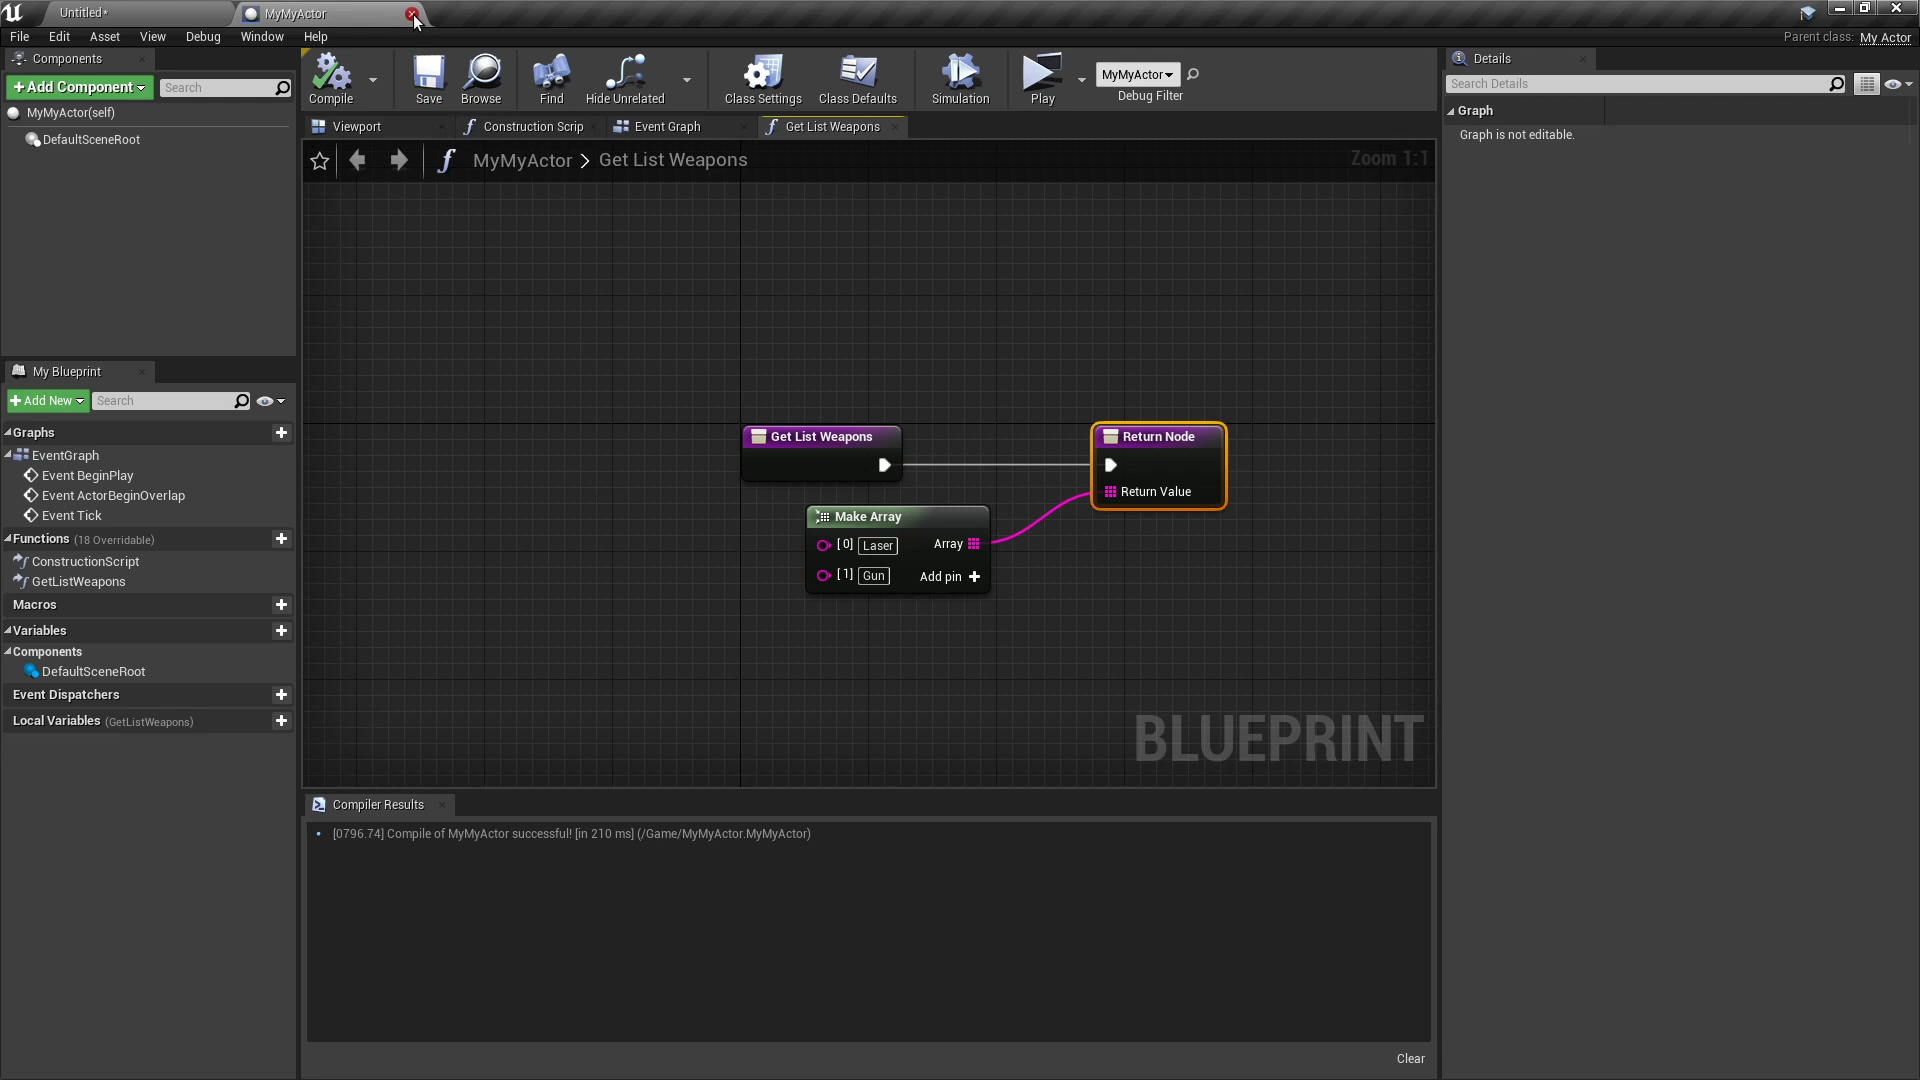 Untitled*
MyMyActor
File Edit Asset View Debug Window Help
Parent class: My Actor
Components
+Add Component
Search
MyMyActor(self)
DefaultSceneRoot
Compile
Save
Browse
Find
Hide Unrelated
Class Settings
Class Defaults
Simulation
Play
MyMyActor
Debug Filter
Viewport
Construction Scrip
Event Graph
Get List Weapons
MyMyActor > Get List Weapons
Zoom 1:1
Get List Weapons
Return Node
Return Value
Make Array
[0] Laser Array
[1] Gun Add pin +
BLUEPRINT
My Blueprint
+Add New
Search
Graphs
EventGraph
Event BeginPlay
Event ActorBeginOverlap
Event Tick
Functions (18 Overridable)
ConstructionScript
GetListWeapons
Macros
Variables
Components
DefaultSceneRoot
Event Dispatchers
Local Variables (GetListWeapons)
Compiler Results
[0796.74] Compile of MyMyActor successful! [in 210 ms] (/Game/MyMyActor.MyMyActor)
Clear
Details
Search Details
Graph
Graph is not editable.